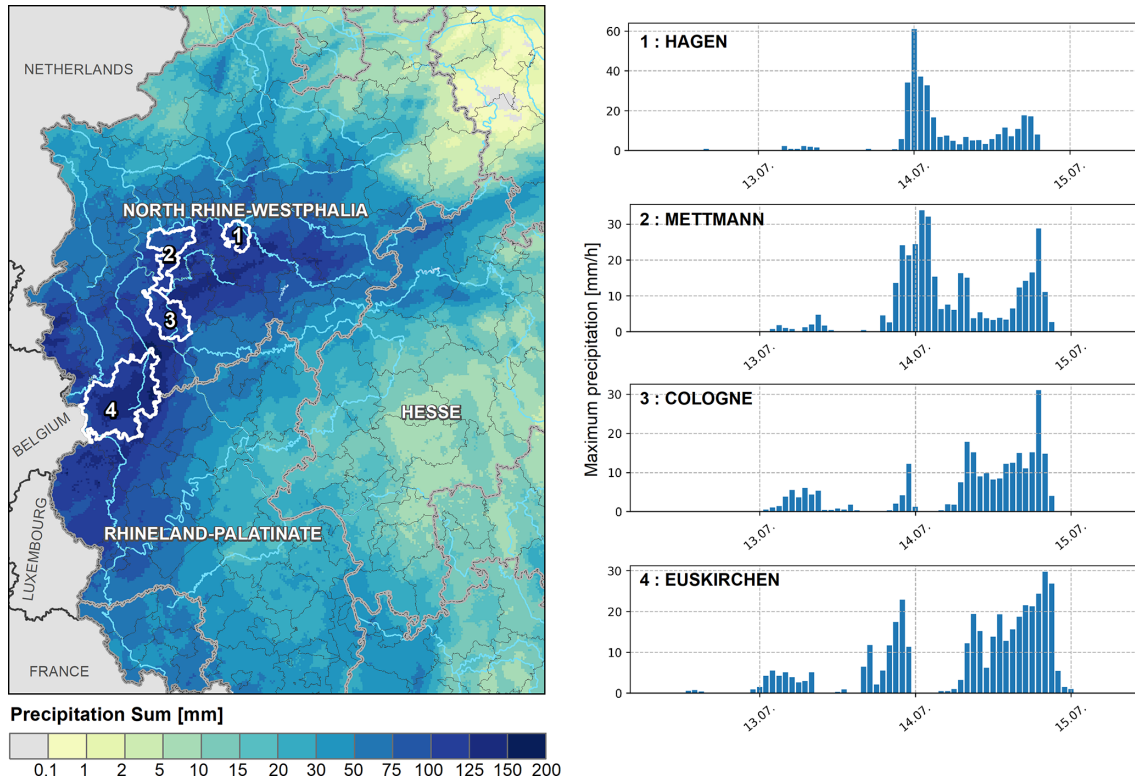 NETHERLANDS
NORTH RHINE-WESTPHALIA
1
2
3
4
BELGIUM
HESSE
LUXEMBOURG
RHINELAND-PALATINATE
FRANCE
Precipitation Sum [mm]
0.1 1 2 5 10 15 20 30 50 75 100 125 150 200
Maximum precipitation [mm/h]
1 : HAGEN
60
40
20
0
13.07. 14.07. 15.07.
2 : METTMANN
30
20
10
0
13.07. 14.07. 15.07.
3 : COLOGNE
30
20
10
0
13.07. 14.07. 15.07.
4 : EUSKIRCHEN
30
20
10
0
13.07. 14.07. 15.07.